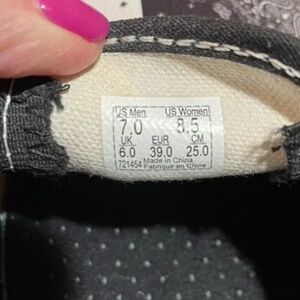 US Men US Women
7.0 8.5
UK EUR CM
6.0 39.0 25.0
721454 Made in China
Fabriqué en Chine